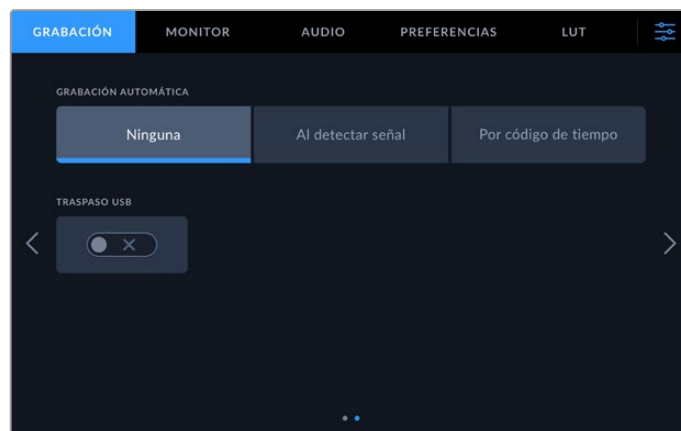 GRABACIÓN MONITOR AUDIO PREFERENCIAS LUT
GRABACIÓN AUTOMÁTICA
Ninguna Al detectar señal Por código de tiempo
TRASPASO USB